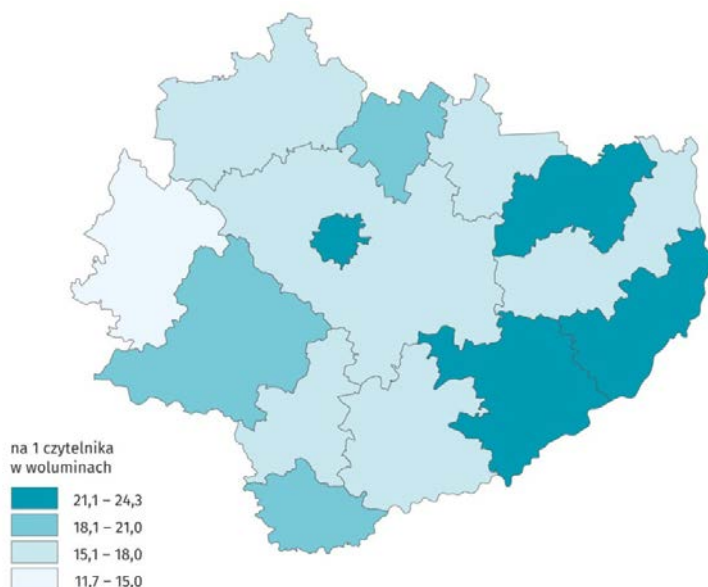 na 1 czytelnika
w woluminach
21,1 – 24,3
18,1 – 21,0
15,1 – 18,0
11,7 – 15,0